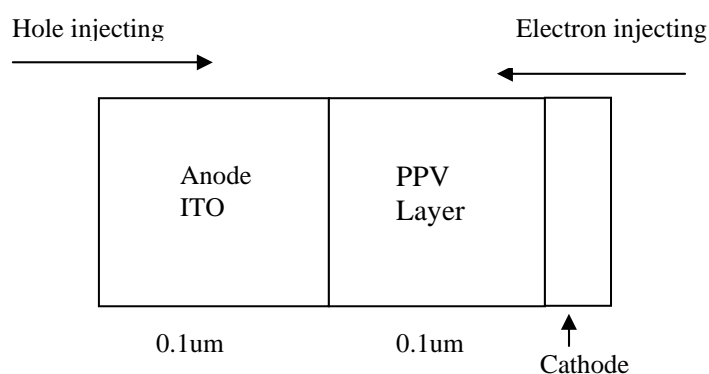 Hole injecting
Electron injecting
Anode
ITO
PPV
Layer
0.1um
0.1um
Cathode